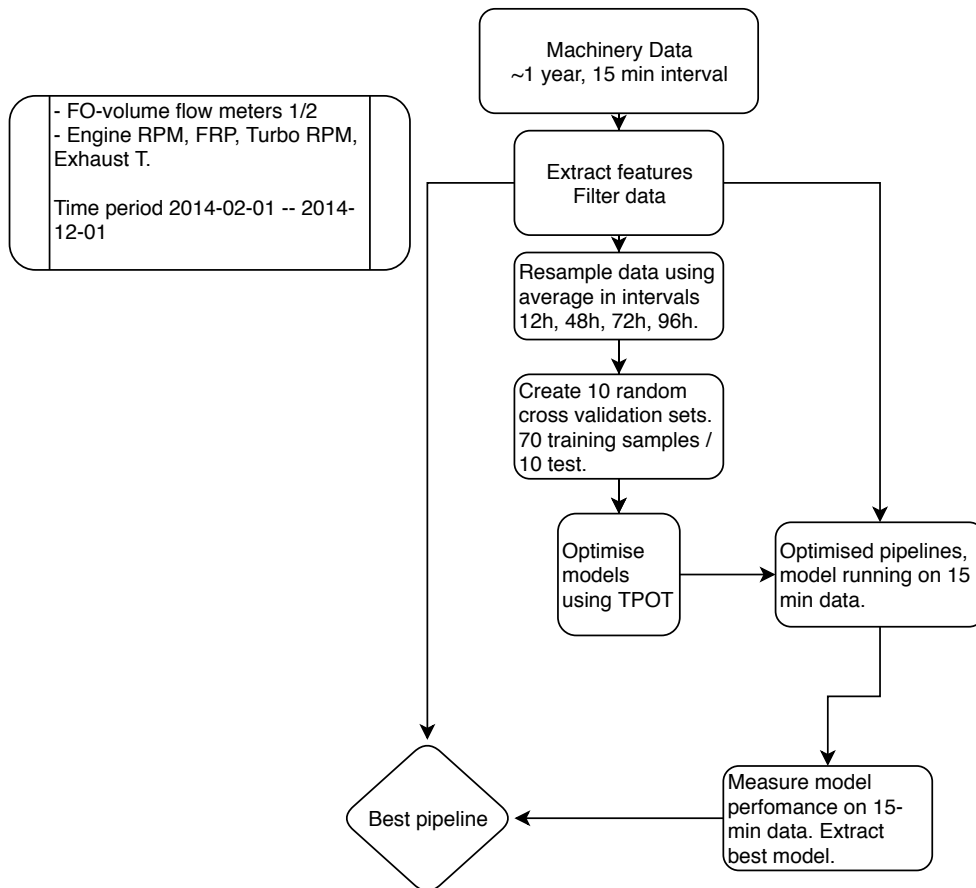 Machinery Data
~1 year, 15 min interval
- FO-volume flow meters 1/2
- Engine RPM, FRP, Turbo RPM,
Exhaust T.
Time period 2014-02-01 -- 2014-
12-01
Extract features
Filter data
Resample data using
average in intervals
12h, 48h, 72h, 96h.
Create 10 random
cross validation sets.
70 training samples /
10 test.
Optimise
models
using TPOT
Optimised pipelines,
model running on 15
min data.
Measure model
perfomance on 15-
min data. Extract
best model.
Best pipeline